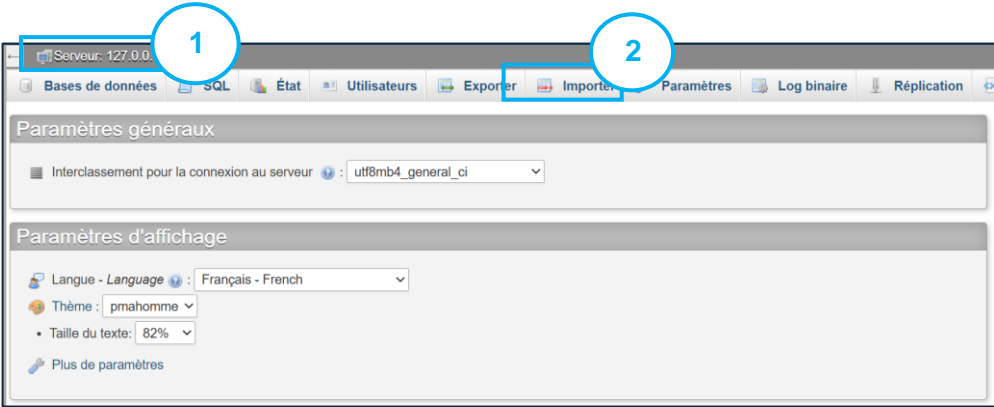 1
2
Serveur: 127.0.0.
Bases de données SQL État Utilisateurs Exporter Importer Paramètres Log binaire Réplication
Paramètres généraux
Interclassement pour la connexion au serveur : utf8mb4_general_ci
Paramètres d'affichage
Langue - Language : Français - French
Thème : pmahomme
• Taille du texte: 82%
Plus de paramètres